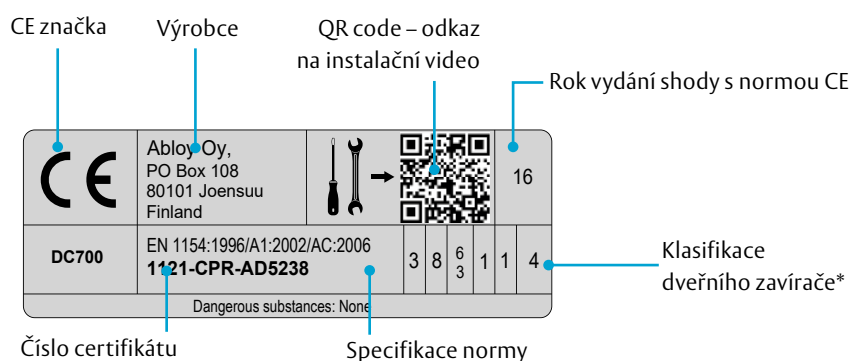 CE značka
Výrobce
QR code – odkaz
na instalační video
Rok vydání shody s normou CE
CE
Abloy Oy,
PO Box 108
80101 Joensuu
Finland
16
DC700
EN 1154:1996/A1:2002/AC:2006
1121-CPR-AD5238
3 8 6 3 1 1 4
Klasifikace
dveřního zavírače*
Dangerous substances: None
Číslo certifikátu
Specifikace normy